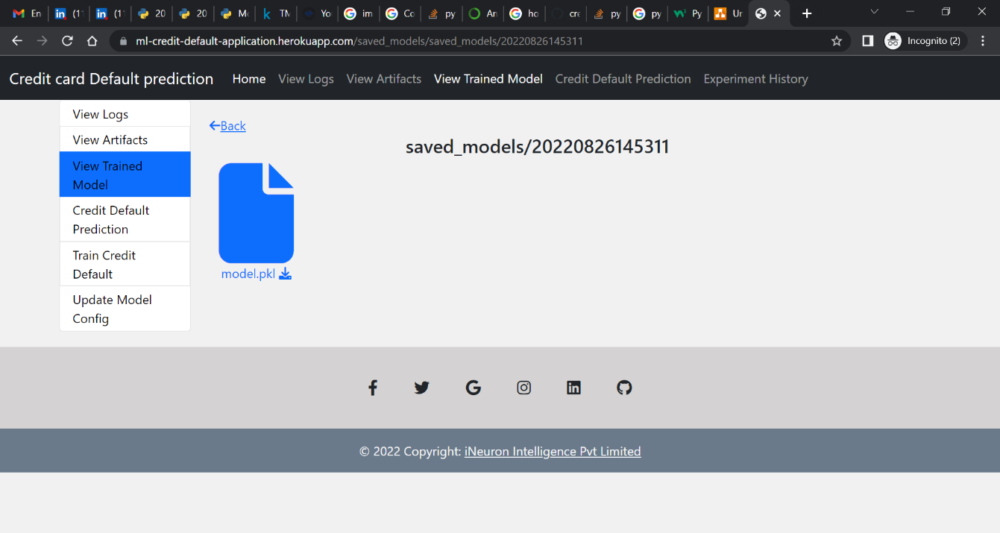 En
(1
(1
20
20
Mo
TM
Yo
im
Co
py
An
ho
cre
py
py
Py
Ur
ml-credit-default-application.herokuapp.com/saved_models/saved_models/20220826145311
Incognito (2)
Credit card Default prediction
Home
View Logs
View Artifacts
View Trained Model
Credit Default Prediction
Experiment History
View Logs
View Artifacts
View Trained
Model
Credit Default
Prediction
Train Credit
Default
Update Model
Config
Back
saved_models/20220826145311
model.pkl
© 2022 Copyright: iNeuron Intelligence Pvt Limited